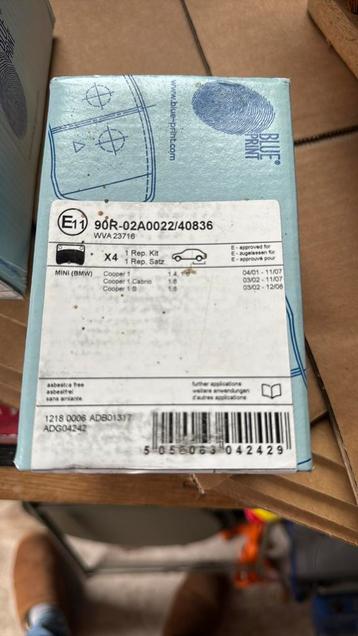 www.blue-print.com
BLUE
PRINT
E11
90R-02A0022/40836
WVA 23716
X4
1 Rep. Kit
1 Rep. Satz
E - approved for
E - zugelassen für
E - approuvé pour
MINI (BMW) Cooper 1 1.4, 04/01 - 11/07
Cooper 1 Cabrio 1.6 03/02 - 11/07
Cooper 1 S 1.6 03/02 - 12/08
asbestos free
asbestfrei
sans amiante
further applications
weitere anwendungen
d'autres applications
1218 0006 ADB01317
ADG04242
5 056063 042429